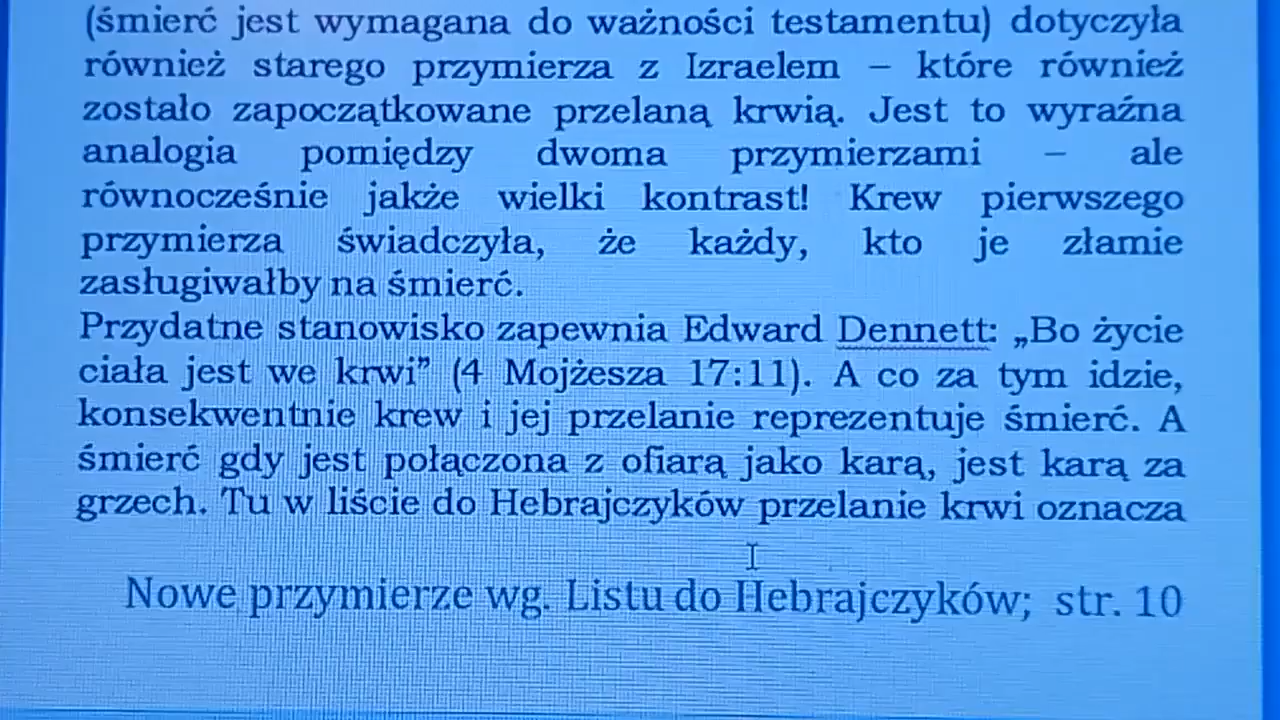 (śmierć jest wymagana do ważności testamentu) dotyczyła
również starego przymierza z Izraelem – które również
zostało zapoczątkowane przelaną krwią. Jest to wyraźna
analogia pomiędzy dwoma przymierzami – ale
równocześnie jakże wielki kontrast! Krew pierwszego
przymierza świadczyła, że każdy, kto je złamie
zasługiwałby na śmierć.
Przydatne stanowisko zapewnia Edward Dennett: „Bo życie
ciała jest we krwi” (4 Mojżesza 17:11). A co za tym idzie,
konsekwentnie krew i jej przelanie reprezentuje śmierć. A
śmierć gdy jest połączona z ofiarą jako karą, jest karą za
grzech. Tu w liście do Hebrajczyków przelanie krwi oznacza
Nowe przymierze wg. Listu do Hebrajczyków; str. 10